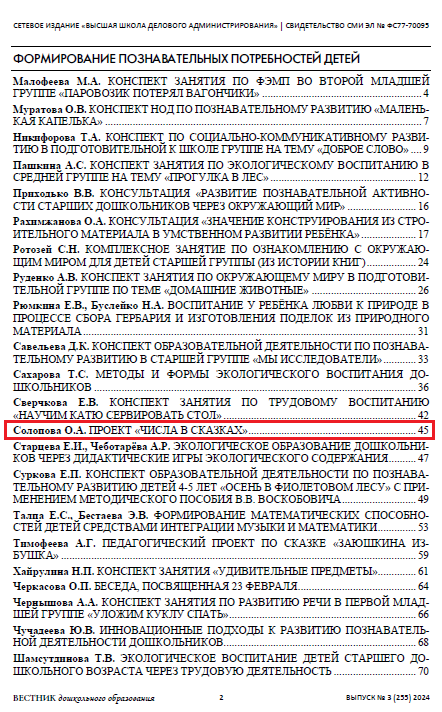 СЕТЕВОЕ ИЗДАНИЕ «ВЫСШАЯ ШКОЛА ДЕЛОВОГО АДМИНИСТРИРОВАНИЯ» | СВИДЕТЕЛЬСТВО СМИ ЭЛ № ФС77-70095
ФОРМИРОВАНИЕ ПОЗНАВАТЕЛЬНЫХ ПОТРЕБНОСТЕЙ ДЕТЕЙ
Малофеева М.А. КОНСПЕКТ ЗАНЯТИЯ ПО ФЭМП ВО ВТОРОЙ МЛАДШЕЙ
ГРУППЕ «ПАРОВОЗИК ПОТЕРЯЛ ВАГОНЧИКИ» 4
Муратова О.В. КОНСПЕКТ НОД ПО ПОЗНАВАТЕЛЬНОМУ РАЗВИТИЮ «МАЛЕНЬ-
КАЯ КАПЕЛЬКА» 7
Никифорова Т.А. КОНСПЕКТ ПО СОЦИАЛЬНО-КОММУНИКАТИВНОМУ РАЗВИ-
ТИЮ В ПОДГОТОВИТЕЛЬНОЙ К ШКОЛЕ ГРУППЕ НА ТЕМУ «ДОБРОЕ СЛОВО» ... 9
Пашкина А.С. КОНСПЕКТ ЗАНЯТИЯ ПО ЭКОЛОГИЧЕСКОМУ ВОСПИТАНИЮ В
СРЕДНЕЙ ГРУППЕ НА ТЕМУ «ПРОГУЛКА В ЛЕС» 12
Приходько В.В. КОНСУЛЬТАЦИЯ «РАЗВИТИЕ ПОЗНАВАТЕЛЬНОЙ АКТИВНО-
СТИ СТАРШИХ ДОШКОЛЬНИКОВ ЧЕРЕЗ ОКРУЖАЮЩИЙ МИР» 16
Рахимжанова О.А. КОНСУЛЬТАЦИЯ «ЗНАЧЕНИЕ КОНСТРУИРОВАНИЯ ИЗ СТРО-
ИТЕЛЬНОГО МАТЕРИАЛА В УМСТВЕННОМ РАЗВИТИИ РЕБЁНКА» 17
Ротозей С.Н. КОМПЛЕКСНОЕ ЗАНЯТИЕ ПО ОЗНАКОМЛЕНИЮ С ОКРУЖАЮ-
ЩИМ МИРОМ ДЛЯ ДЕТЕЙ СТАРШЕЙ ГРУППЫ (ИЗ ИСТОРИИ КНИГ) 24
Руденко А.В. КОНСПЕКТ ЗАНЯТИЯ ПО ОКРУЖАЮЩЕМУ МИРУ В ПОДГОТОВИ-
ТЕЛЬНОЙ ГРУППЕ ПО ТЕМЕ «ДОМАШНИЕ ЖИВОТНЫЕ» 26
Рюмкина Е.В., Буслейко Н.А. ВОСПИТАНИЕ У РЕБЁНКА ЛЮБВИ К ПРИРОДЕ В
ПРОЦЕССЕ СБОРА ГЕРБАРИЯ И ИЗГОТОВЛЕНИЯ ПОДЕЛОК ИЗ ПРИРОДНОГО
МАТЕРИАЛА 31
Савельева Д.К. КОНСПЕКТ ОБРАЗОВАТЕЛЬНОЙ ДЕЯТЕЛЬНОСТИ ПО ПОЗНАВА-
ТЕЛЬНОМУ РАЗВИТИЮ В СТАРШЕЙ ГРУППЕ «МЫ ИССЛЕДОВАТЕЛИ» 33
Сахарова Т.С. МЕТОДЫ И ФОРМЫ ЭКОЛОГИЧЕСКОГО ВОСПИТАНИЯ ДО-
ШКОЛЬНИКОВ 36
Сверчкова Е.В. КОНСПЕКТ ЗАНЯТИЯ ПО ТРУДОВОМУ ВОСПИТАНИЮ
«НАУЧИМ КАТЮ СЕРВИРОВАТЬ СТОЛ» 42
Солопова О.А. ПРОЕКТ «ЧИСЛА В СКАЗКАХ» 45
Старцева Е.И., Чеботарёва А.Р. ЭКОЛОГИЧЕСКОЕ ОБРАЗОВАНИЕ ДОШКОЛЬНИ-
КОВ ЧЕРЕЗ ДИДАКТИЧЕСКИЕ ИГРЫ ЭКОЛОГИЧЕСКОГО СОДЕРЖАНИЯ 47
Суркова Е.П. КОНСПЕКТ ОБРАЗОВАТЕЛЬНОЙ ДЕЯТЕЛЬНОСТИ ПО ПОЗНАВА-
ТЕЛЬНОМУ РАЗВИТИЮ ДЕТЕЙ 4-5 ЛЕТ «ОСЕНЬ В ФИОЛЕТОВОМ ЛЕСУ» С ПРИ-
МЕНЕНИЕМ МЕТОДИЧЕСКОГО ПОСОБИЯ В.В. ВОСКОБОВИЧА 49
Талца Е.С., Бестаева Э.В. ФОРМИРОВАНИЕ МАТЕМАТИЧЕСКИХ СПОСОБНО-
СТЕЙ ДЕТЕЙ СРЕДСТВАМИ ИНТЕГРАЦИИ МУЗЫКИ И МАТЕМАТИКИ 53
Тимофеева А.Г. ПЕДАГОГИЧЕСКИЙ ПРОЕКТ ПО СКАЗКЕ «ЗАЮШКИНА ИЗ-
БУШКА» 59
Хайрулина Н.П. КОНСПЕКТ ЗАНЯТИЯ «УДИВИТЕЛЬНЫЕ ПРЕДМЕТЫ» 61
Черкасова О.П. БЕСЕДА, ПОСВЯЩЕННАЯ 23 ФЕВРАЛЯ 64
Чернышова А.А. КОНСПЕКТ ЗАНЯТИЯ ПО РАЗВИТИЮ РЕЧИ В ПЕРВОЙ МЛАД-
ШЕЙ ГРУППЕ «УЛОЖИМ КУКЛУ СПАТЬ» 66
Чучадеева Ю.В. ИННОВАЦИОННЫЕ ПОДХОДЫ К РАЗВИТИЮ ПОЗНАВАТЕЛЬ-
НОЙ ДЕЯТЕЛЬНОСТИ ДОШКОЛЬНИКОВ 68
Шамсутдинова Т.В. ЭКОЛОГИЧЕСКОЕ ВОСПИТАНИЕ ДЕТЕЙ СТАРШЕГО ДО-
ШКОЛЬНОГО ВОЗРАСТА ЧЕРЕЗ ТРУДОВУЮ ДЕЯТЕЛЬНОСТЬ 70
ВЕСТНИК дошкольного образования 2 ВЫПУСК № 3 (255) 2024